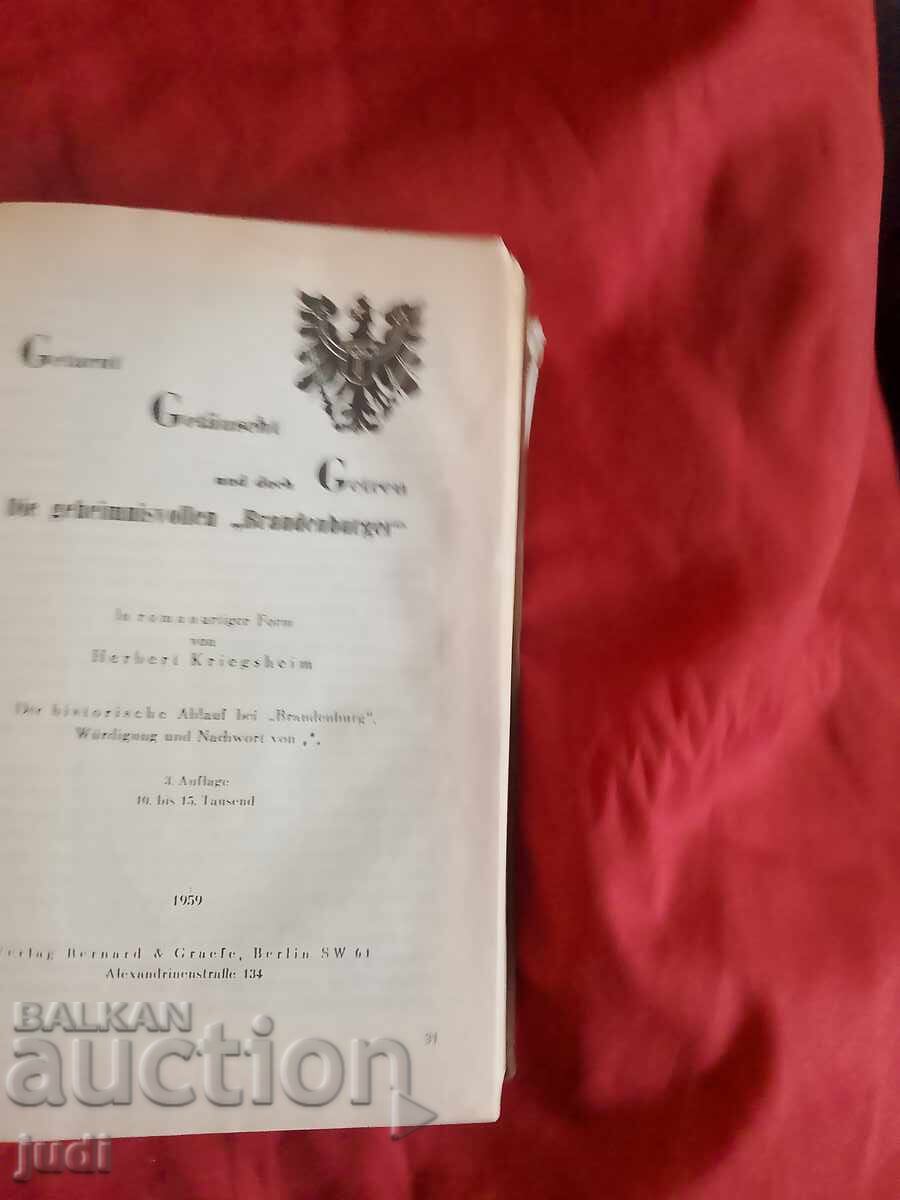 Getarnt
Getäuscht
und doch Getreu
Die geheimnisvollen „Brandenburger“
In romanartiger Form
von
Herbert Kriegsheim
Der historische Ablauf bei „Brandenburg“,
Würdigung und Nachwort von
3. Auflage
10. bis 15. Tausend
1959
Verlag Bernard & Graefe, Berlin SW 61
Alexandrinenstraße 134
31
BALKAN
auction
judi